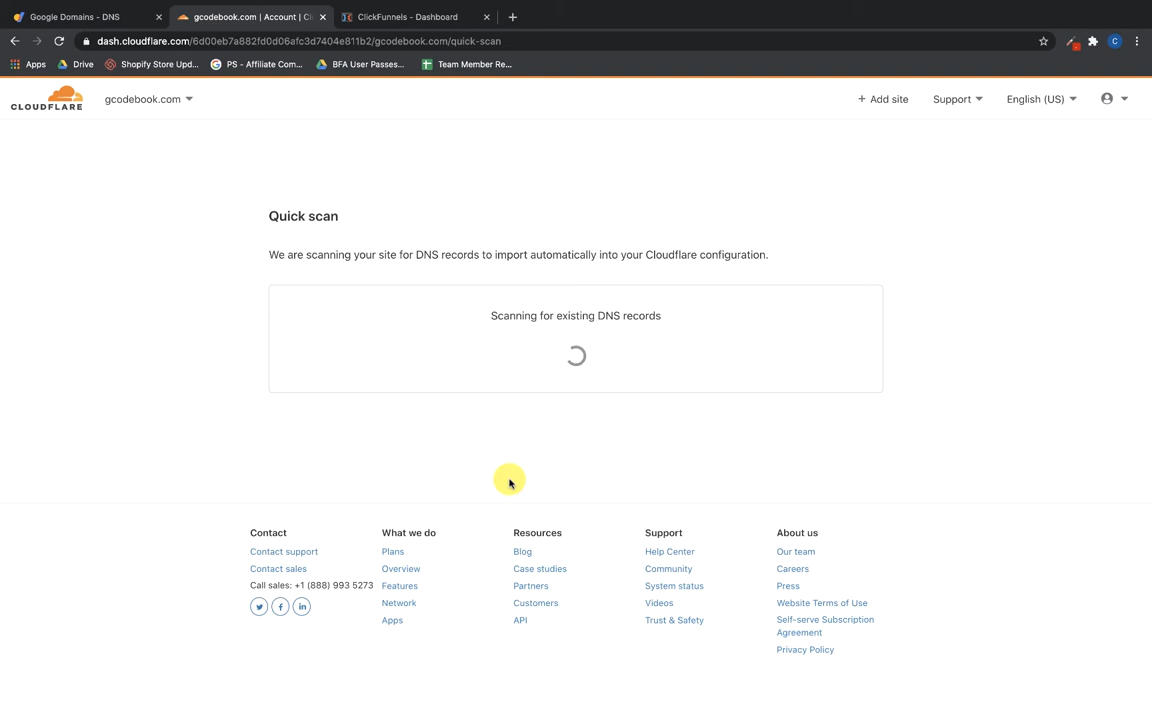 Google Domains - DNS
gcodebook.com | Account | Cl
ClickFunnels - Dashboard
dash.cloudflare.com/6d00eb7a882fd0d06afc3d7404e811b2/gcodebook.com/quick-scan
C
Apps
Drive
Shopify Store Upd...
PS - Affiliate Com...
BFA User Passes...
Team Member Re...
CLOUDFLARE
gcodebook.com
+ Add site
Support
English (US)
Quick scan
We are scanning your site for DNS records to import automatically into your Cloudflare configuration.
Scanning for existing DNS records
Contact
Contact support
Contact sales
Call sales: +1 (888) 993 5273
What we do
Plans
Overview
Features
Network
Apps
Resources
Blog
Case studies
Partners
Customers
API
Support
Help Center
Community
System status
Videos
Trust & Safety
About us
Our team
Careers
Press
Website Terms of Use
Self-serve Subscription
Agreement
Privacy Policy